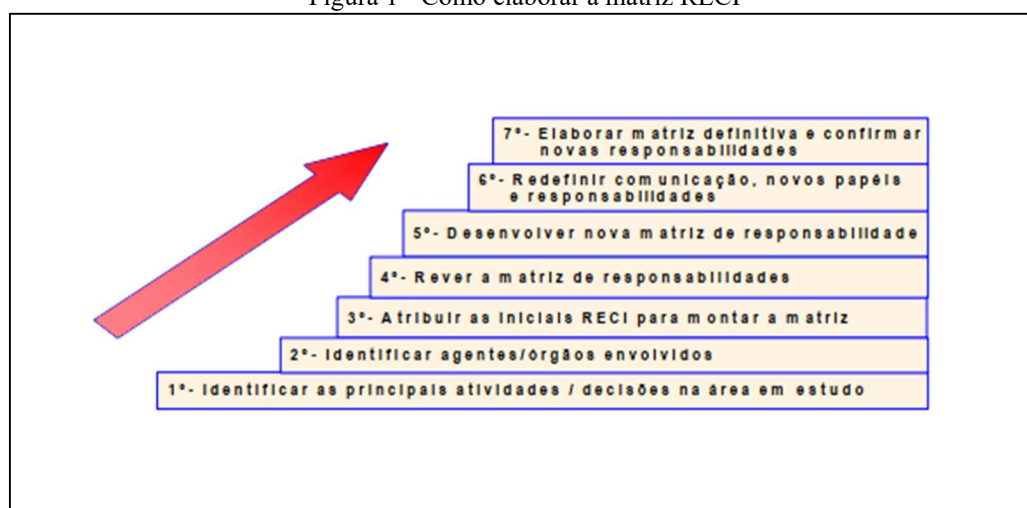 Figura 1 - Como elaborar a matriz RECI
7º- Elaborar matriz definitiva e confirmar
novas responsabilidades
6º- Redefinir comunicação, novos papéis
e responsabilidades
5º- Desenvolver nova matriz de responsabilidade
4º- Rever a matriz de responsabilidades
3º- Atribuir as iniciais RECI para montar a matriz
2º- Identificar agentes/órgãos envolvidos
1º- Identificar as principais atividades / decisões na área em estudo